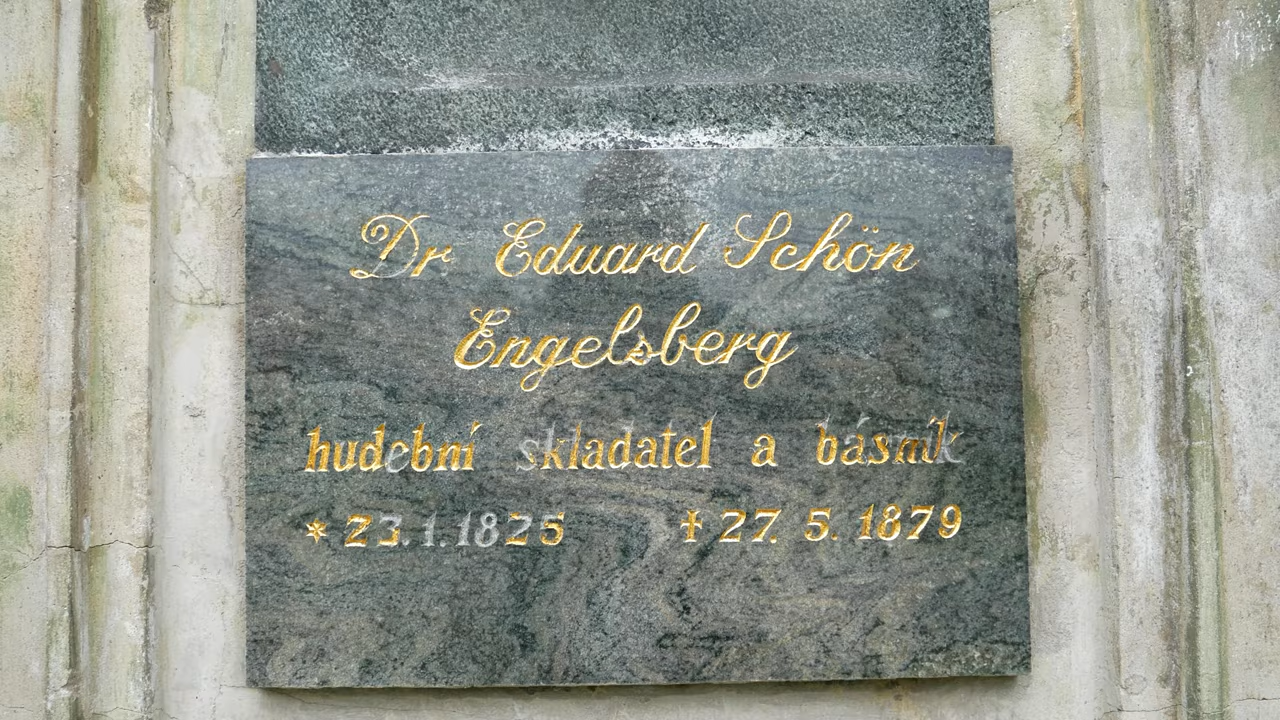 Dr Eduard Schön
Engelsberg
hudební skladatel a básník
* 23.1.1825 † 27. 5. 1879